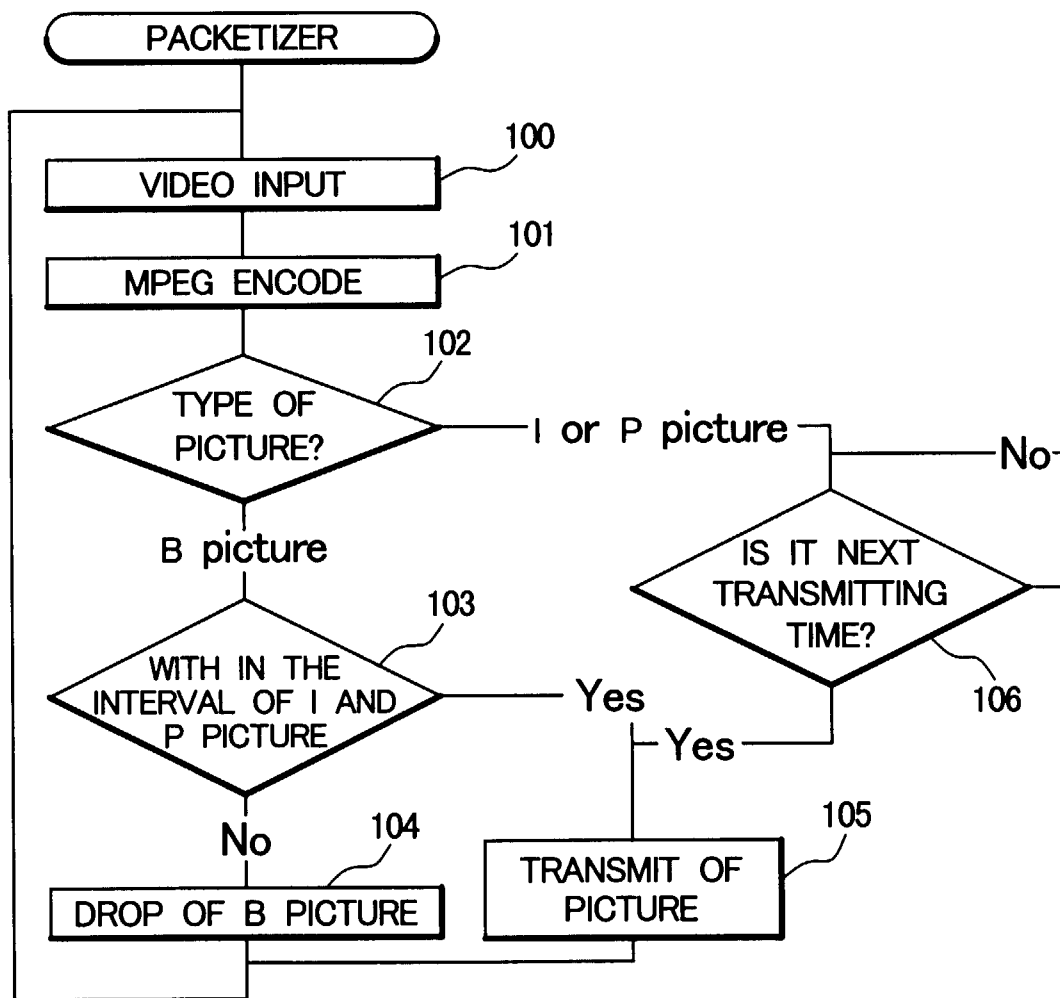 PACKETIZER
100
VIDEO INPUT
101
MPEG ENCODE
102
TYPE OF
PICTURE?
I or P picture
No
B picture
IS IT NEXT
TRANSMITTING
TIME?
103
106
WITH IN THE
INTERVAL OF I AND
P PICTURE
Yes
Yes
No
104
105
DROP OF B PICTURE
TRANSMIT OF
PICTURE